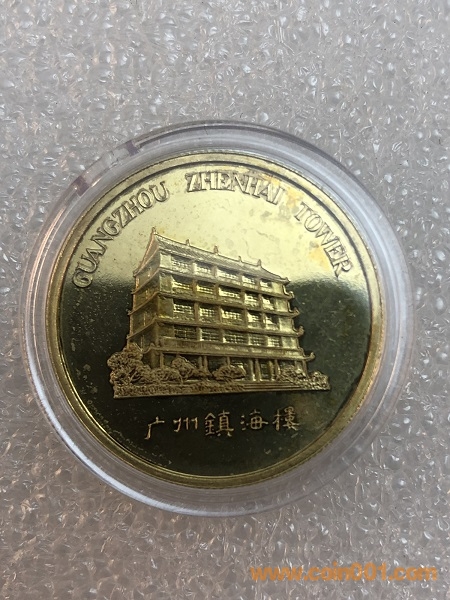 GUANGZHOU ZHENHAI TOWER
广州鎮海樓
www.coin001.com